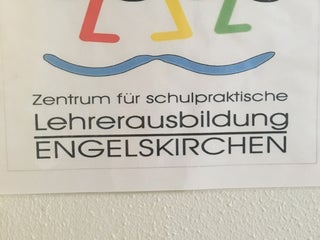 Zentrum für schulpraktische
Lehrerausbildung
ENGELSKIRCHEN